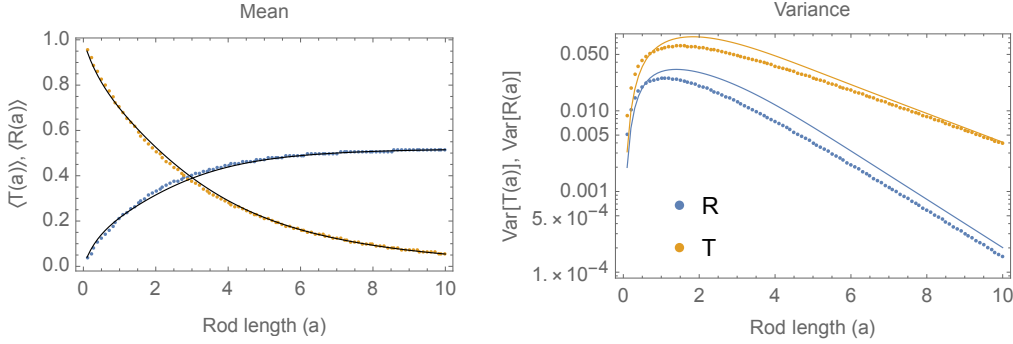 Mean
⟨T(a)⟩, ⟨R(a)⟩
1.0
0.8
0.6
0.4
0.2
0.0
0 2 4 6 8 10
Rod length (a)
Variance
Var[T(a)], Var[R(a)]
0.050
0.010
0.005
0.001
5. × 10⁻⁴
1. × 10⁻⁴
R
T
0 2 4 6 8 10
Rod length (a)